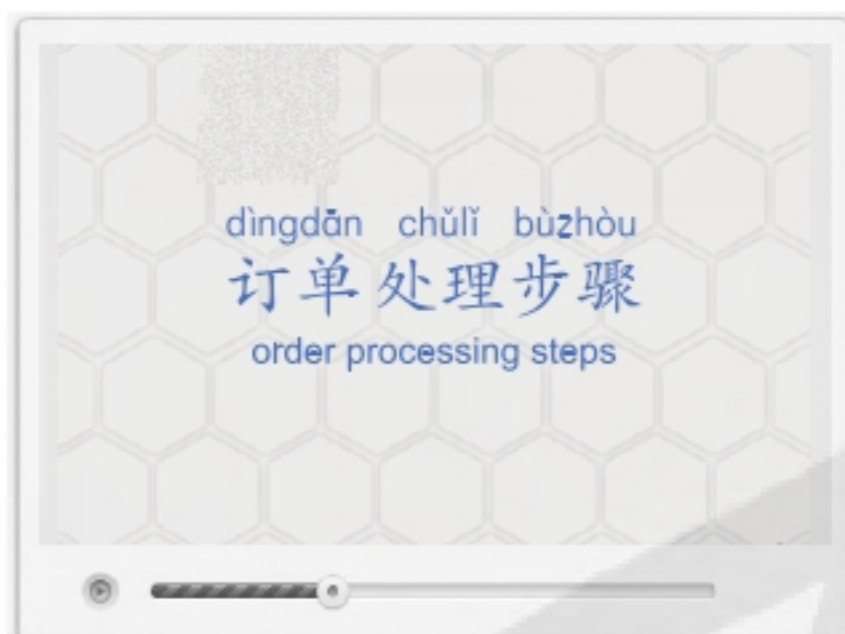 dìngdān chǔlǐ bùzhòu
订单处理步骤
order processing steps